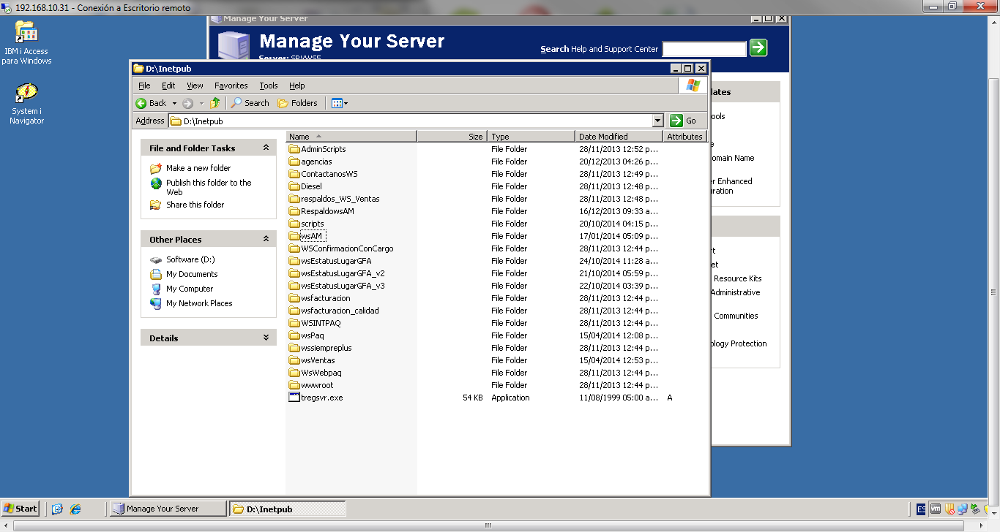 192.168.10.31 - Conexión a Escritorio remoto
IBM i Access
para Windows
System i
Navigator
Manage Your Server
Manage Your Server
Search Help and Support Center
Server: SRVWS5
D:\Inetpub
File Edit View Favorites Tools Help
Back Search Folders
Address D:\Inetpub Go
File and Folder Tasks
Make a new folder
Publish this folder to the
Web
Share this folder
Other Places
Software (D:)
My Documents
My Computer
My Network Places
Details
Name Size Type Date Modified Attributes
AdminScripts File Folder 28/11/2013 12:52 p...
agencias File Folder 20/12/2013 04:26 p...
ContactanosWS File Folder 28/11/2013 12:49 p...
Diesel File Folder 28/11/2013 12:48 p...
respaldos_WS_Ventas File Folder 28/11/2013 12:48 p...
RespaldowsAM File Folder 16/12/2013 09:33 a...
scripts File Folder 20/10/2014 04:15 p...
wsAM File Folder 17/01/2014 05:09 p...
WSConfirmacionConCargo File Folder 28/11/2013 12:44 p...
wsEstatusLugarGFA File Folder 24/10/2014 11:28 a...
wsEstatusLugarGFA_v2 File Folder 21/10/2014 05:59 p...
wsEstatusLugarGFA_v3 File Folder 22/10/2014 03:39 p...
wsfacturacion File Folder 28/11/2013 12:44 p...
wsfacturacion_calidad File Folder 28/11/2013 12:44 p...
WSINTPAQ File Folder 28/11/2013 12:44 p...
wsPaq File Folder 15/04/2014 12:08 p...
wssiempreplus File Folder 28/11/2013 12:44 p...
wsVentas File Folder 15/04/2014 12:53 p...
WsWebpaq File Folder 28/11/2013 12:44 p...
wwwroot File Folder 28/11/2013 12:44 p...
tregsvr.exe 54 KB Application 11/08/1999 05:00 a... A
lates
ools
e
omain Name
er Enhanced
uration
rt
et
Resource Kits
Administrative
Communities
ology Protection
Start Manage Your Server D:\Inetpub ES vm